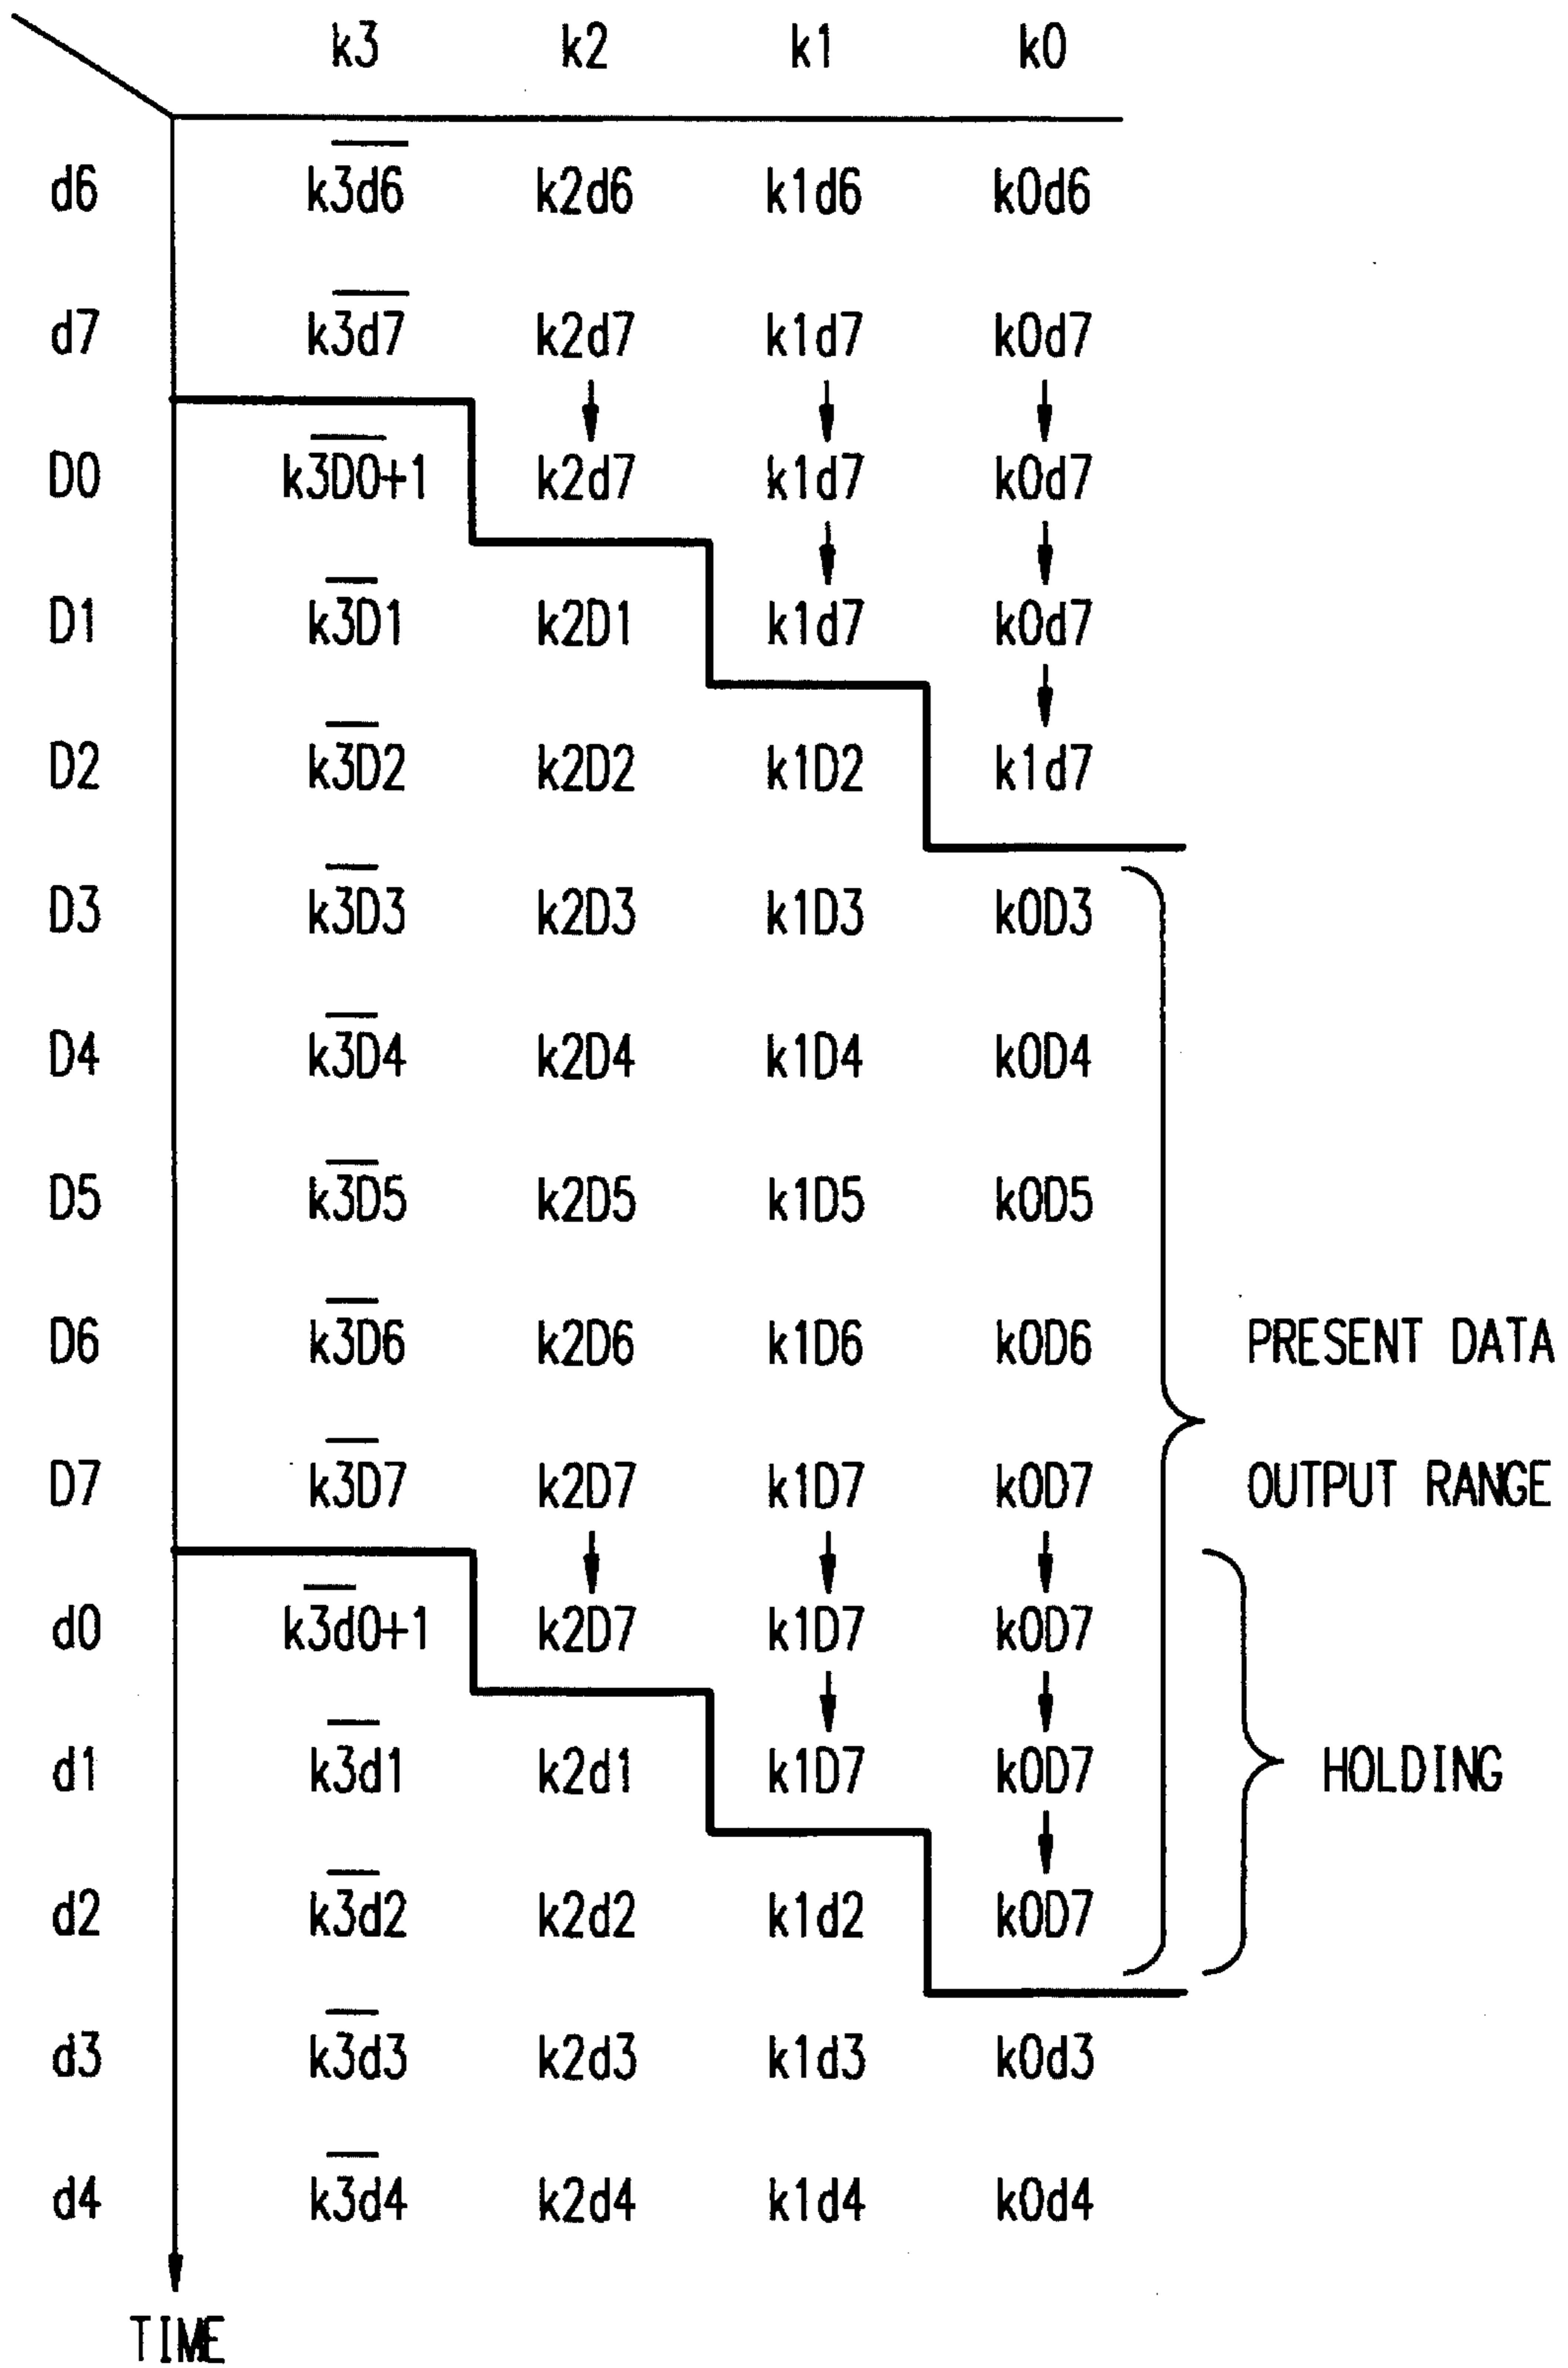 k3 k2 k1 k0
d6 k3d6 k2d6 k1d6 k0d6
d7 k3d7 k2d7 k1d7 k0d7
D0 k3D0+1 k2d7 k1d7 k0d7
D1 k3D1 k2D1 k1d7 k0d7
D2 k3D2 k2D2 k1D2 k1d7
D3 k3D3 k2D3 k1D3 k0D3
D4 k3D4 k2D4 k1D4 k0D4
D5 k3D5 k2D5 k1D5 k0D5
D6 k3D6 k2D6 k1D6 k0D6 PRESENT DATA
D7 k3D7 k2D7 k1D7 k0D7 OUTPUT RANGE
d0 k3d0+1 k2D7 k1D7 k0D7
d1 k3d1 k2d1 k1D7 k0D7 HOLDING
d2 k3d2 k2d2 k1d2 k0D7
d3 k3d3 k2d3 k1d3 k0d3
d4 k3d4 k2d4 k1d4 k0d4
TIME